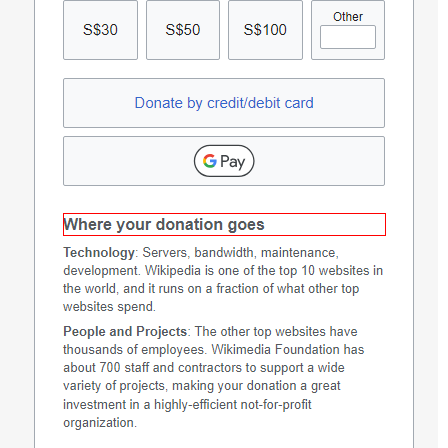 S$30 S$50 S$100 Other
Donate by credit/debit card
G Pay
Where your donation goes
Technology: Servers, bandwidth, maintenance,
development. Wikipedia is one of the top 10 websites in
the world, and it runs on a fraction of what other top
websites spend.
People and Projects: The other top websites have
thousands of employees. Wikimedia Foundation has
about 700 staff and contractors to support a wide
variety of projects, making your donation a great
investment in a highly-efficient not-for-profit
organization.